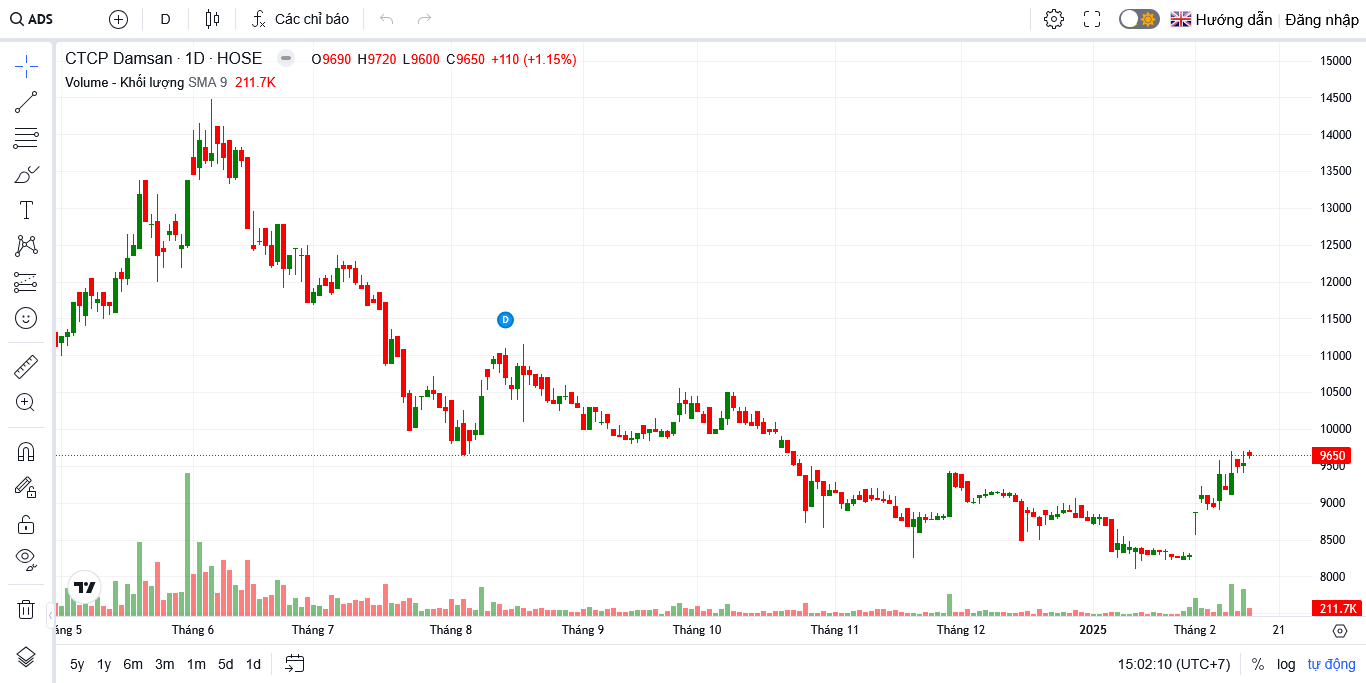 ADS D Các chỉ báo Hướng dẫn Đăng nhập
CTCP Damsan · 1D · HOSE O9690 H9720 L9600 C9650 +110 (+1.15%)
Volume - Khối lượng SMA 9 211.7K
15000
14500
14000
13500
13000
12500
12000
11500
D
11000
10500
10000
9650
9500
9000
8500
8000
211.7K
áng 5 Tháng 6 Tháng 7 Tháng 8 Tháng 9 Tháng 10 Tháng 11 Tháng 12 2025 Tháng 2 21
5y 1y 6m 3m 1m 5d 1d 15:02:10 (UTC+7) % log tự động